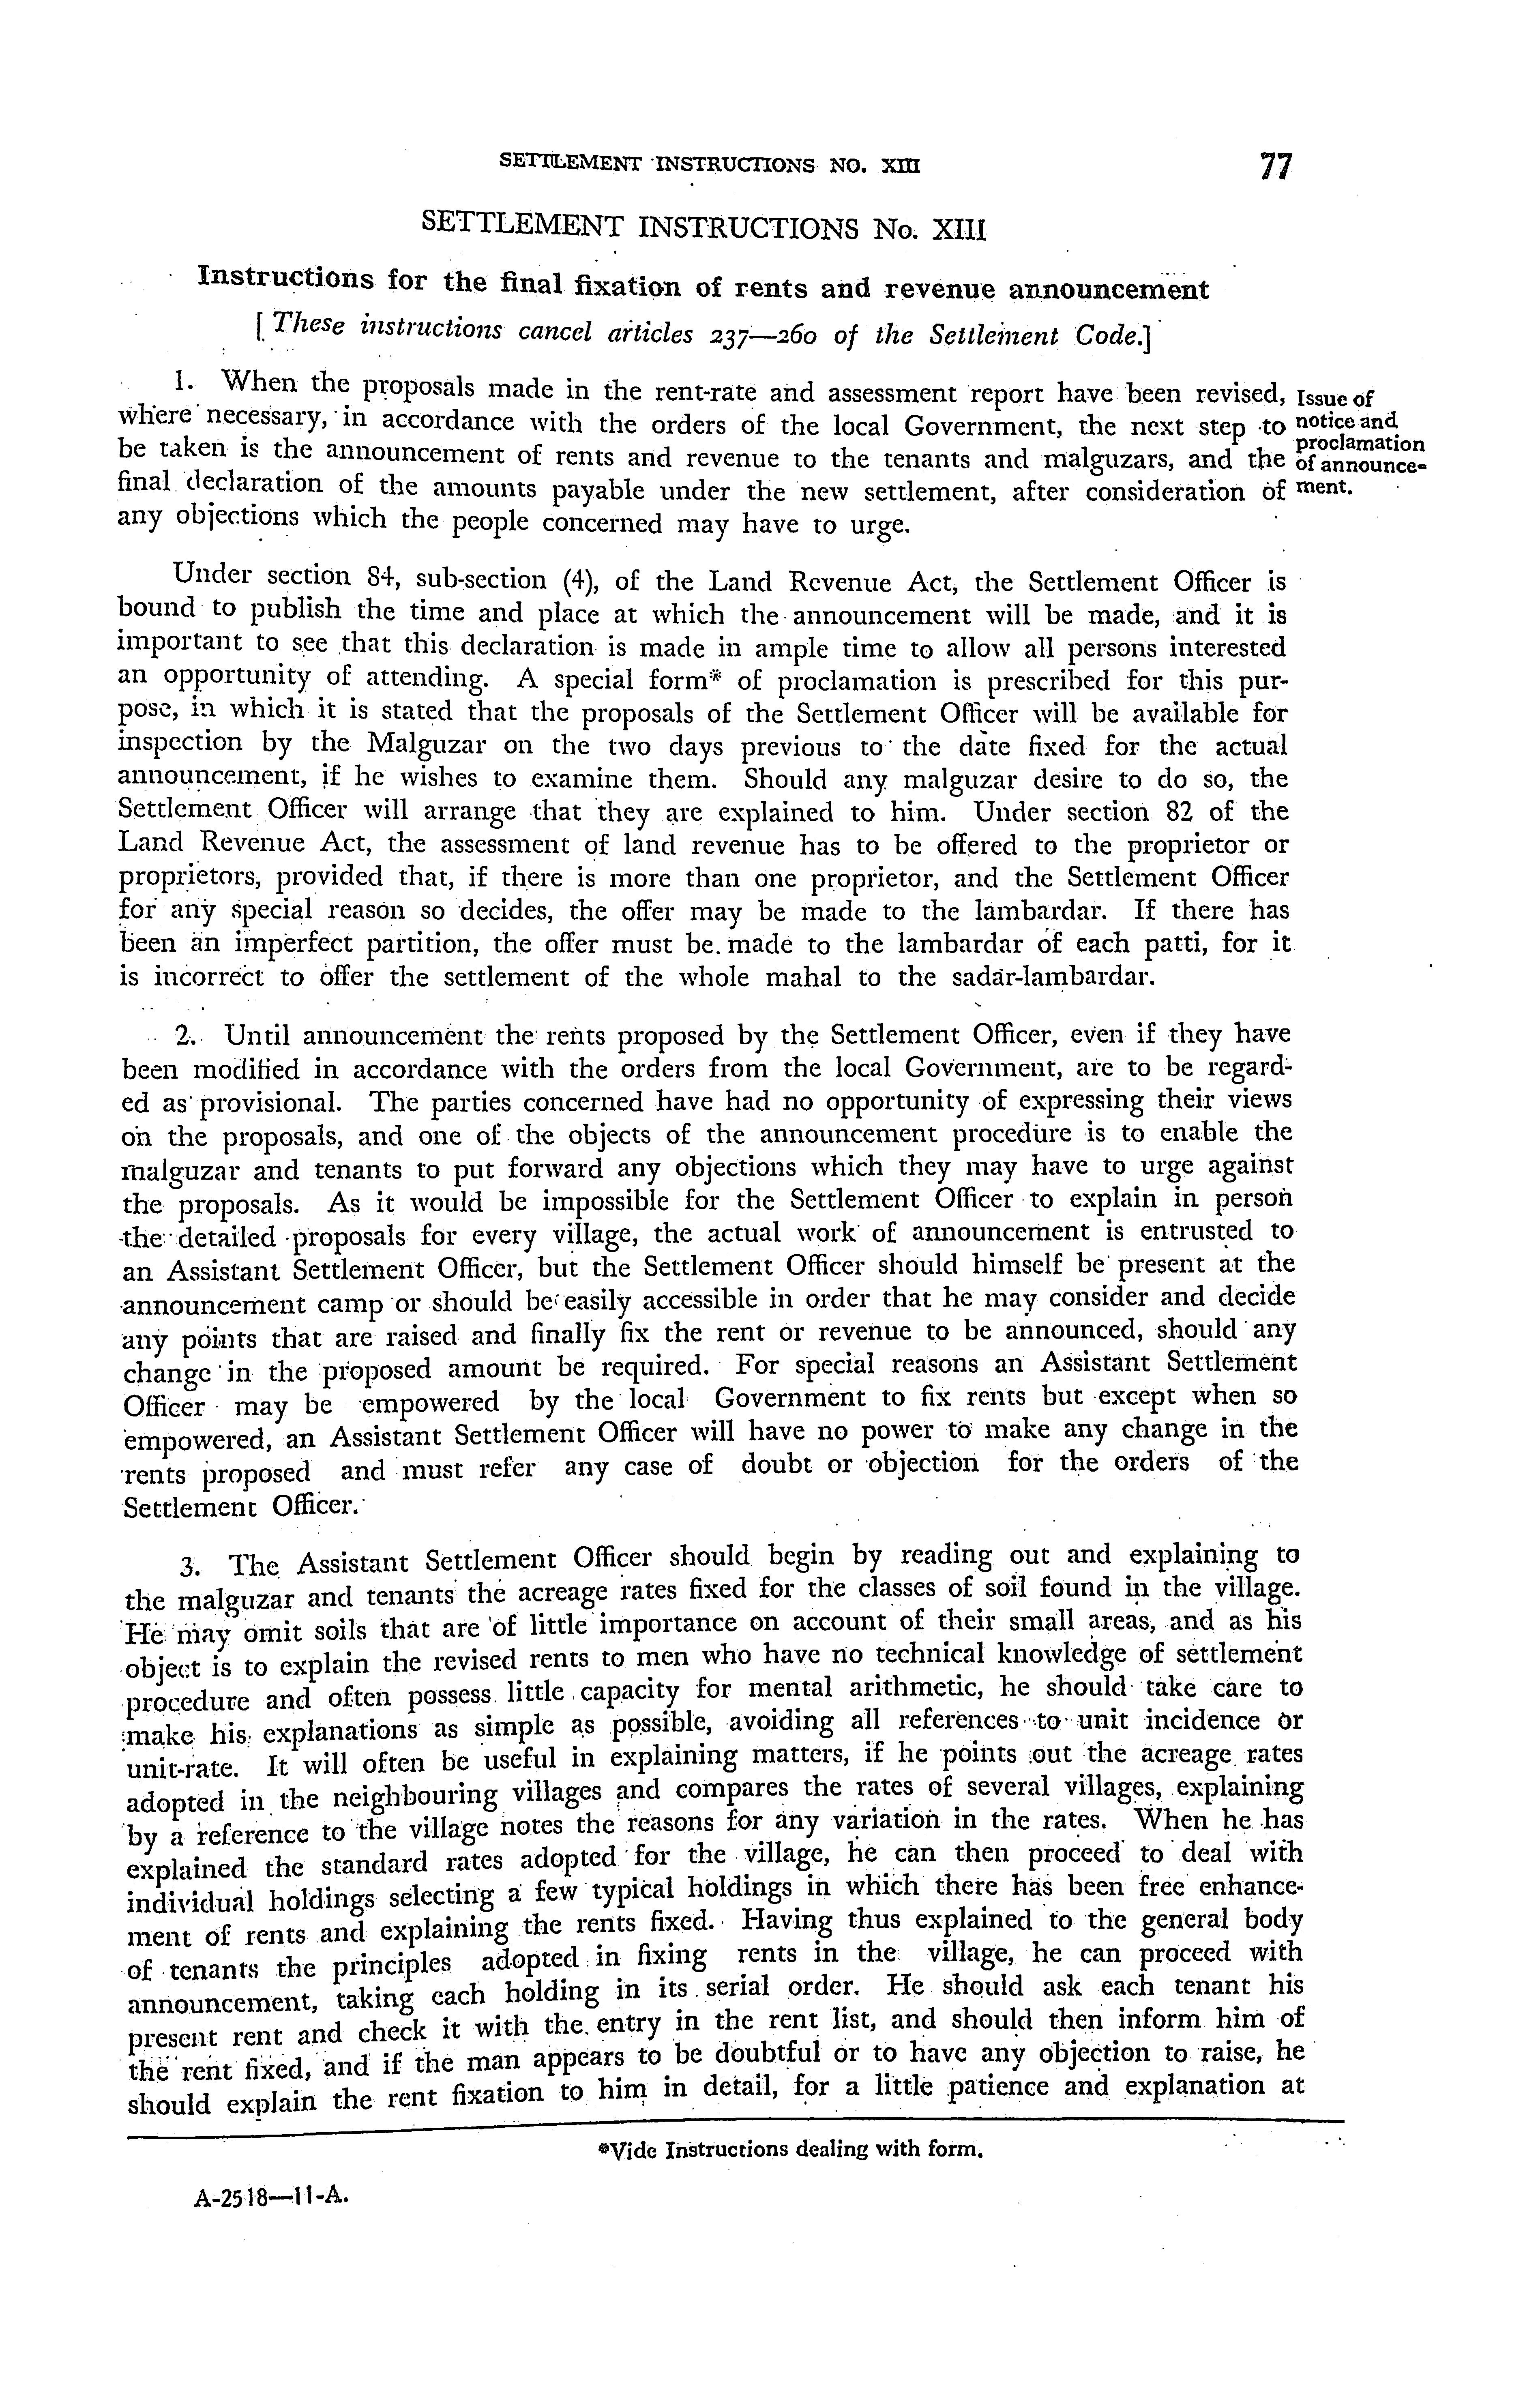 SETTLEMENT INSTRUCTIONS NO. XIII
77
SETTLEMENT INSTRUCTIONS No. XIII
Instructions for the final fixation of rents and revenue announcement
[These instructions cancel articles 237—260 of the Settlement Code.]
1. When the proposals made in the rent-rate and assessment report have been revised,
where necessary, in accordance with the orders of the local Government, the next step to
be taken is the announcement of rents and revenue to the tenants and malguzars, and the
final declaration of the amounts payable under the new settlement, after consideration of
any objections which the people concerned may have to urge.
Issue of
notice and
proclamation
of announce-
ment.
Under section 84, sub-section (4), of the Land Revenue Act, the Settlement Officer is
bound to publish the time and place at which the announcement will be made, and it is
important to see that this declaration is made in ample time to allow all persons interested
an opportunity of attending. A special form* of proclamation is prescribed for this pur-
pose, in which it is stated that the proposals of the Settlement Officer will be available for
inspection by the Malguzar on the two days previous to the date fixed for the actual
announcement, if he wishes to examine them. Should any malguzar desire to do so, the
Settlement Officer will arrange that they are explained to him. Under section 82 of the
Land Revenue Act, the assessment of land revenue has to be offered to the proprietor or
proprietors, provided that, if there is more than one proprietor, and the Settlement Officer
for any special reason so decides, the offer may be made to the lambardar. If there has
been an imperfect partition, the offer must be made to the lambardar of each patti, for it
is incorrect to offer the settlement of the whole mahal to the sadar-lambardar.
2. Until announcement the rents proposed by the Settlement Officer, even if they have
been modified in accordance with the orders from the local Government, are to be regard-
ed as provisional. The parties concerned have had no opportunity of expressing their views
on the proposals, and one of the objects of the announcement procedure is to enable the
malguzar and tenants to put forward any objections which they may have to urge against
the proposals. As it would be impossible for the Settlement Officer to explain in person
the detailed proposals for every village, the actual work of announcement is entrusted to
an Assistant Settlement Officer, but the Settlement Officer should himself be present at the
announcement camp or should be easily accessible in order that he may consider and decide
any points that are raised and finally fix the rent or revenue to be announced, should any
change in the proposed amount be required. For special reasons an Assistant Settlement
Officer may be empowered by the local Government to fix rents but except when so
empowered, an Assistant Settlement Officer will have no power to make any change in the
rents proposed and must refer any case of doubt or objection for the orders of the
Settlement Officer.
3. The Assistant Settlement Officer should begin by reading out and explaining to
the malguzar and tenants the acreage rates fixed for the classes of soil found in the village.
He may omit soils that are of little importance on account of their small areas, and as his
object is to explain the revised rents to men who have no technical knowledge of settlement
procedure and often possess little capacity for mental arithmetic, he should take care to
make his explanations as simple as possible, avoiding all references to unit incidence or
unit-rate. It will often be useful in explaining matters, if he points out the acreage rates
adopted in the neighbouring villages and compares the rates of several villages, explaining
by a reference to the village notes the reasons for any variation in the rates. When he has
explained the standard rates adopted for the village, he can then proceed to deal with
individual holdings selecting a few typical holdings in which there has been free enhance-
ment of rents and explaining the rents fixed. Having thus explained to the general body
of tenants the principles adopted in fixing rents in the village, he can proceed with
announcement, taking each holding in its serial order. He should ask each tenant his
present rent and check it with the entry in the rent list, and should then inform him of
the rent fixed, and if the man appears to be doubtful or to have any objection to raise, he
should explain the rent fixation to him in detail, for a little patience and explanation at
*Vide Instructions dealing with form.
A-2518—11-A.